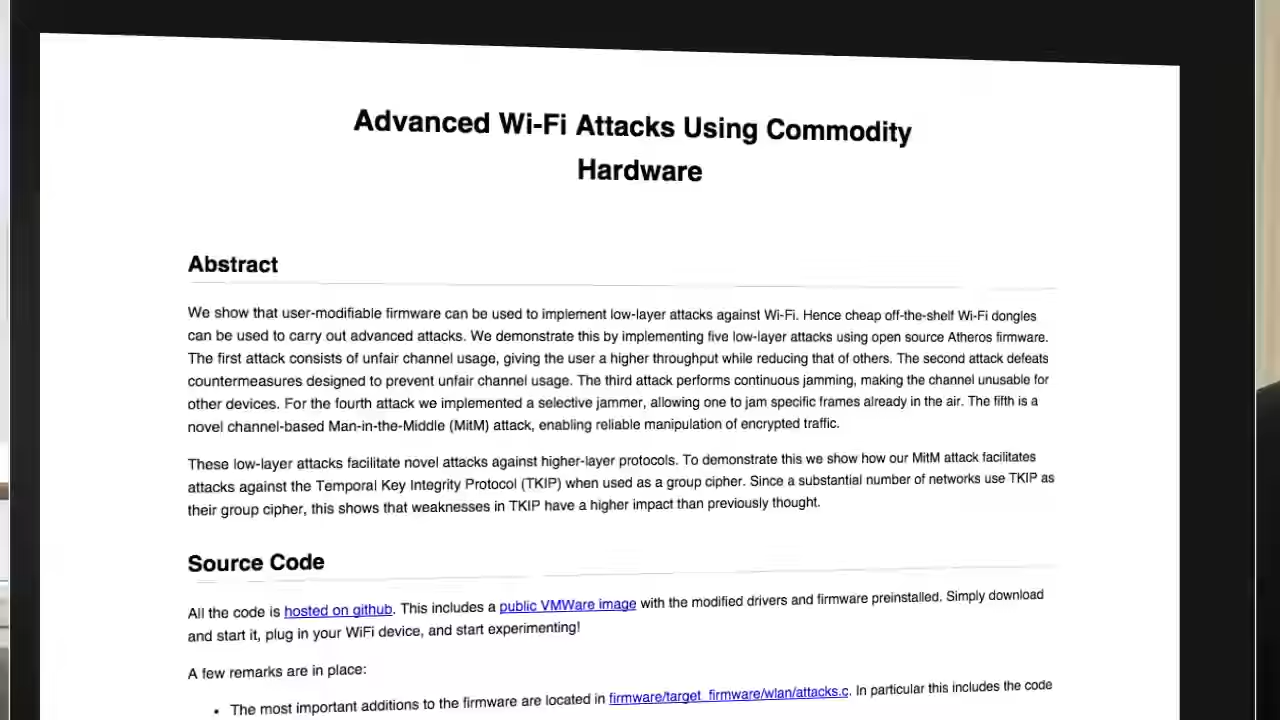 Advanced Wi-Fi Attacks Using Commodity
Hardware
Abstract
We show that user-modifiable firmware can be used to implement low-layer attacks against Wi-Fi. Hence cheap off-the-shelf Wi-Fi dongles
can be used to carry out advanced attacks. We demonstrate this by implementing five low-layer attacks using open source Atheros firmware.
The first attack consists of unfair channel usage, giving the user a higher throughput while reducing that of others. The second attack defeats
countermeasures designed to prevent unfair channel usage. The third attack performs continuous jamming, making the channel unusable for
other devices. For the fourth attack we implemented a selective jammer, allowing one to jam specific frames already in the air. The fifth is a
novel channel-based Man-in-the-Middle (MitM) attack, enabling reliable manipulation of encrypted traffic.
These low-layer attacks facilitate novel attacks against higher-layer protocols. To demonstrate this we show how our MitM attack facilitates
attacks against the Temporal Key Integrity Protocol (TKIP) when used as a group cipher. Since a substantial number of networks use TKIP as
their group cipher, this shows that weaknesses in TKIP have a higher impact than previously thought.
Source Code
All the code is hosted on github. This includes a public VMWare image with the modified drivers and firmware preinstalled. Simply download
and start it, plug in your WiFi device, and start experimenting!
A few remarks are in place:
• The most important additions to the firmware are located in firmware/target_firmware/wlan/attacks.c. In particular this includes the code